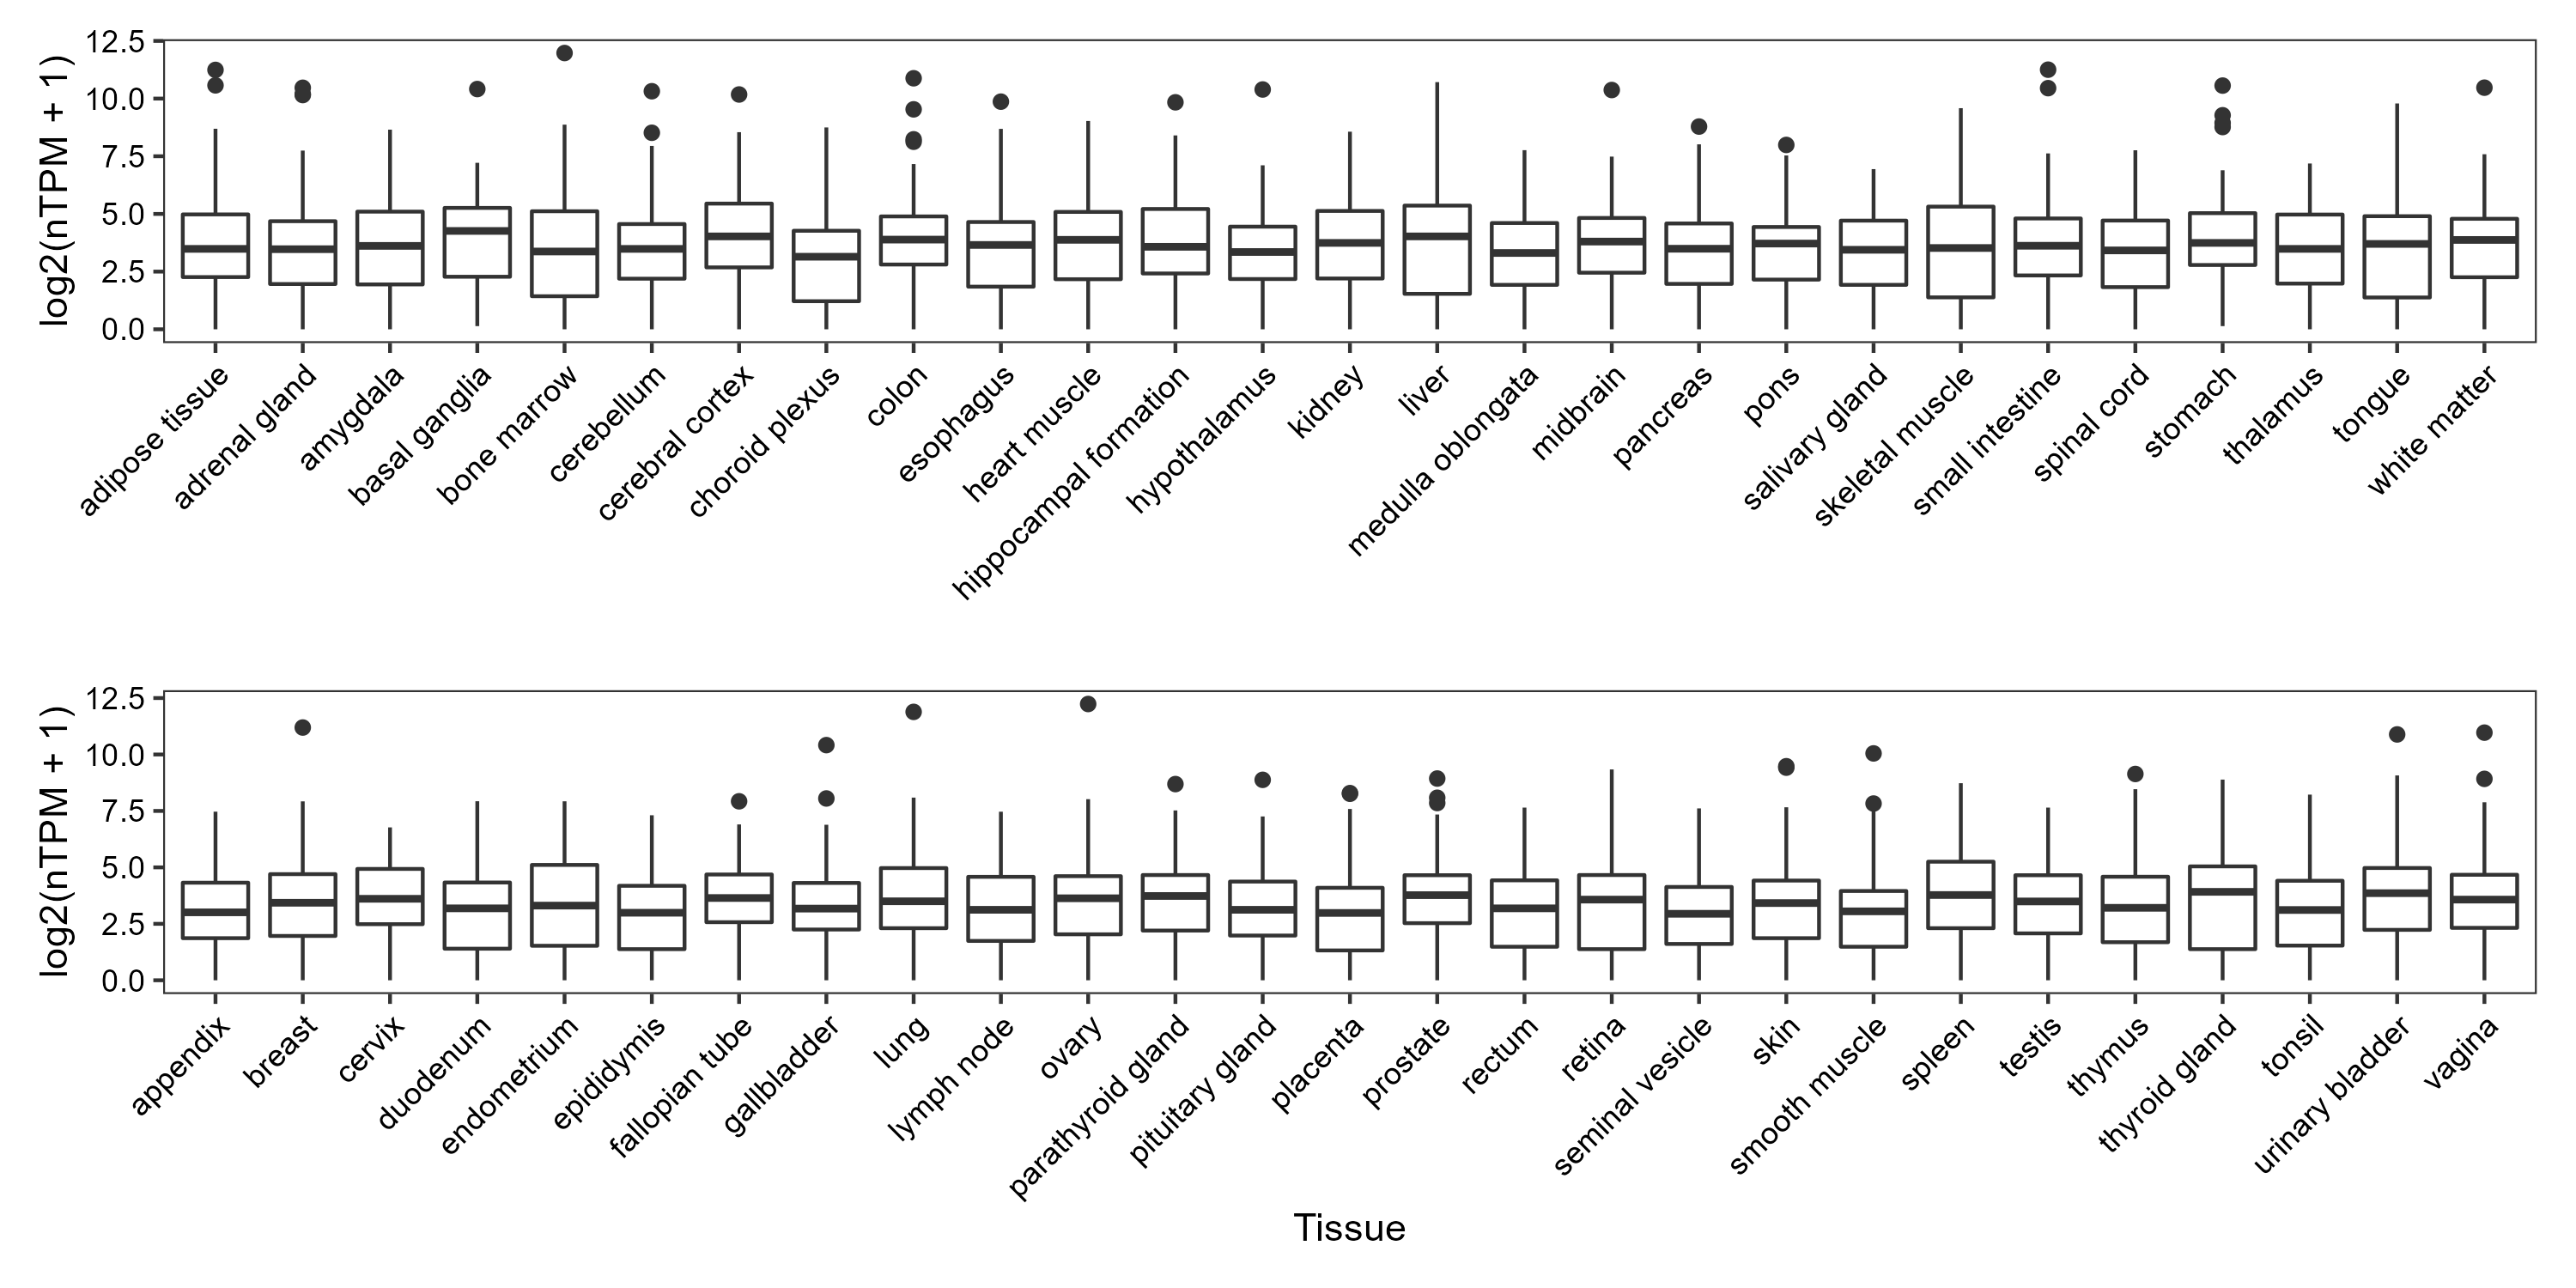 log2(nTPM + 1)
12.5
10.0
7.5
5.0
2.5
0.0
adipose tissue
adrenal gland
amygdala
basal ganglia
bone marrow
cerebellum
cerebral cortex
choroid plexus
colon
esophagus
heart muscle
hippocampal formation
hypothalamus
kidney
liver
medulla oblongata
midbrain
pancreas
pons
salivary gland
skeletal muscle
small intestine
spinal cord
stomach
thalamus
tongue
white matter
log2(nTPM + 1)
12.5
10.0
7.5
5.0
2.5
0.0
appendix
breast
cervix
duodenum
endometrium
epididymis
fallopian tube
gallbladder
lung
lymph node
ovary
parathyroid gland
pituitary gland
placenta
prostate
rectum
retina
seminal vesicle
skin
smooth muscle
spleen
testis
thymus
thyroid gland
tonsil
urinary bladder
vagina
Tissue